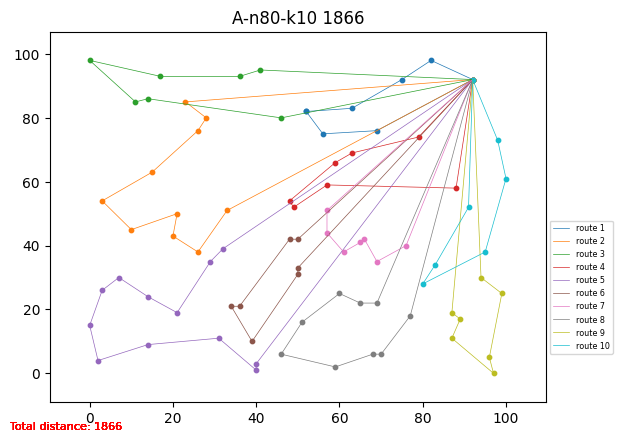 A-n80-k10 1866
100
80
60
40
20
0
0 20 40 60 80 100
route 1
route 2
route 3
route 4
route 5
route 6
route 7
route 8
route 9
route 10
Total distance: 1866